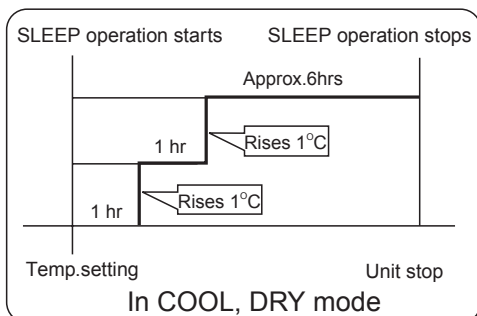 SLEEP operation starts SLEEP operation stops
Approx.6hrs
1 hr Rises 1°C
1 hr Rises 1°C
Temp.setting Unit stop
In COOL, DRY mode